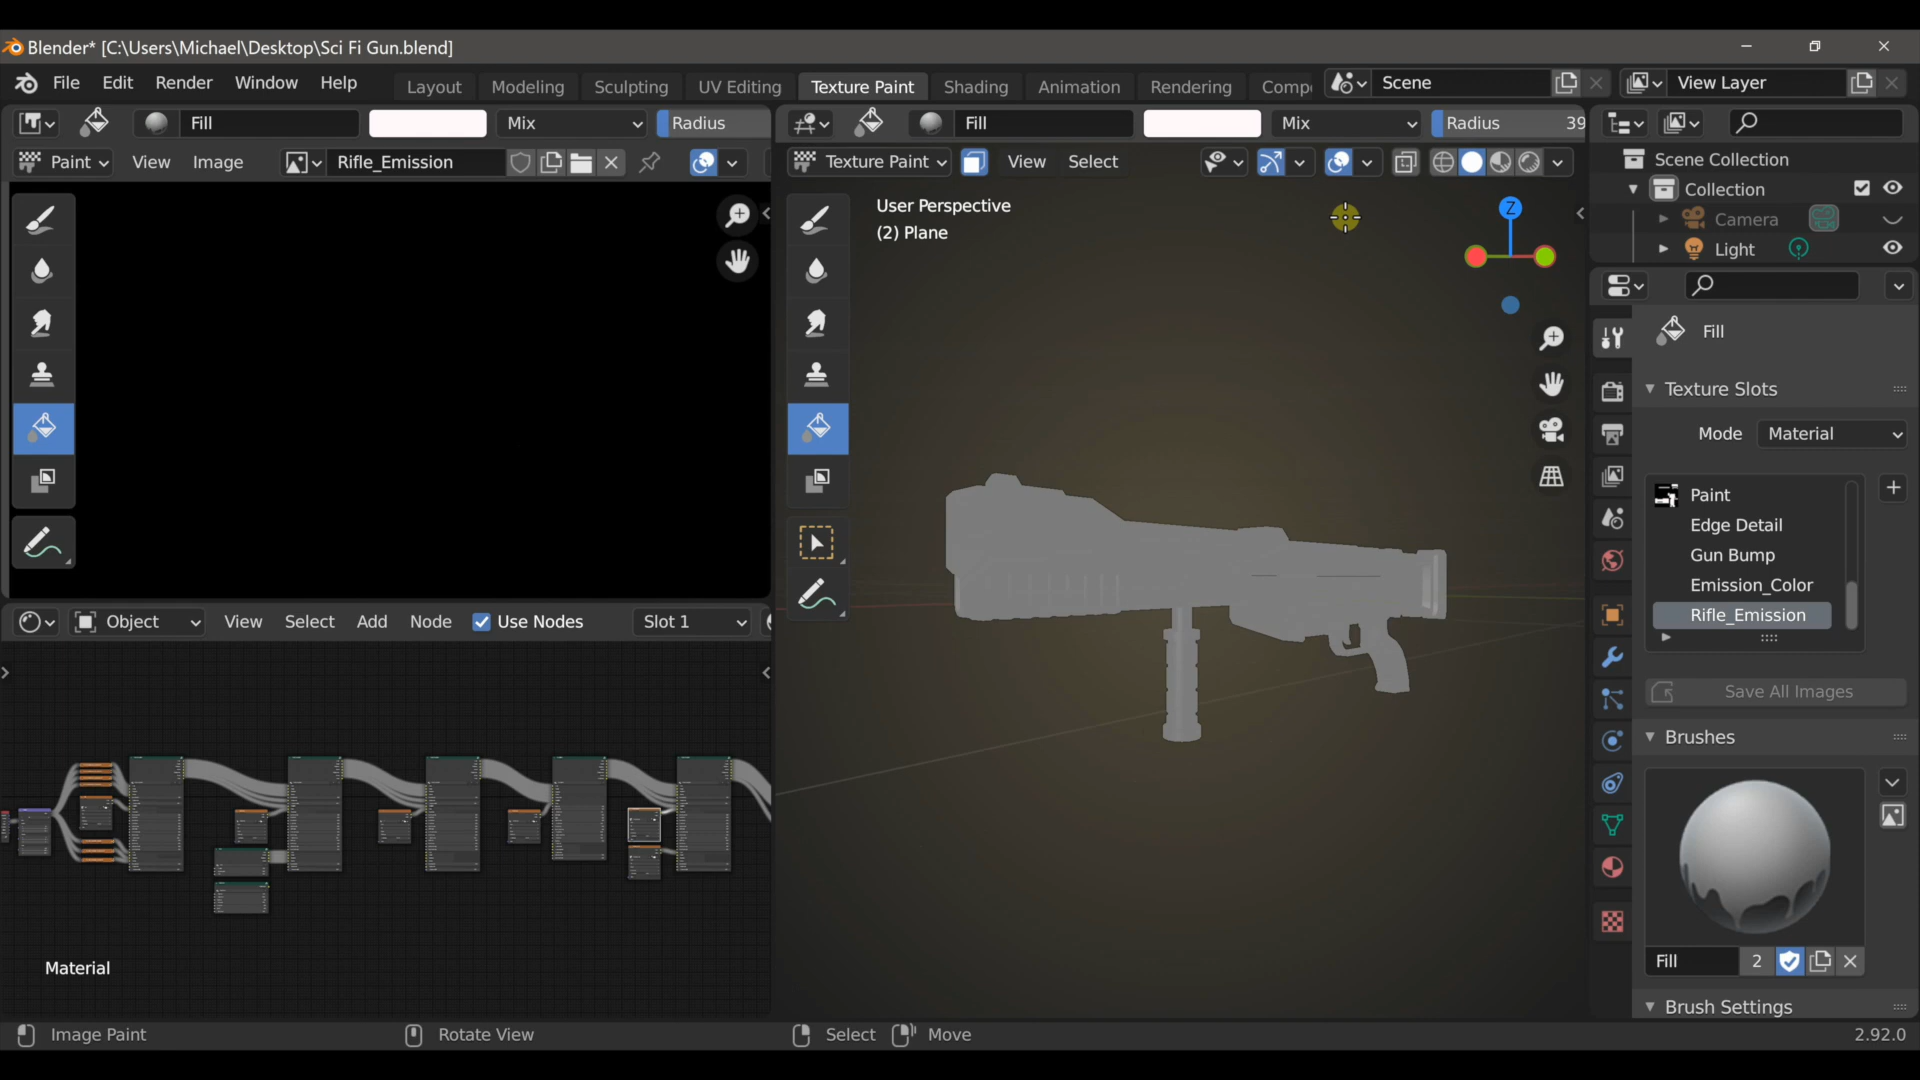 Blender* [C:\Users\Michael\Desktop\Sci Fi Gun.blend]
File Edit Render Window Help Layout Modeling Sculpting UV Editing Texture Paint Shading Animation Rendering Comp Scene View Layer
Fill Mix Radius Fill Mix Radius 39
Paint View Image Rifle_Emission Texture Paint View Select
User Perspective
(2) Plane
Z
Scene Collection
Collection
Camera
Light
Fill
Texture Slots
Mode Material
Paint
Edge Detail
Gun Bump
Emission_Color
Rifle_Emission
Save All Images
Brushes
Fill 2
Brush Settings
Object View Select Add Node Use Nodes Slot 1
Material
Image Paint Rotate View Select Move 2.92.0